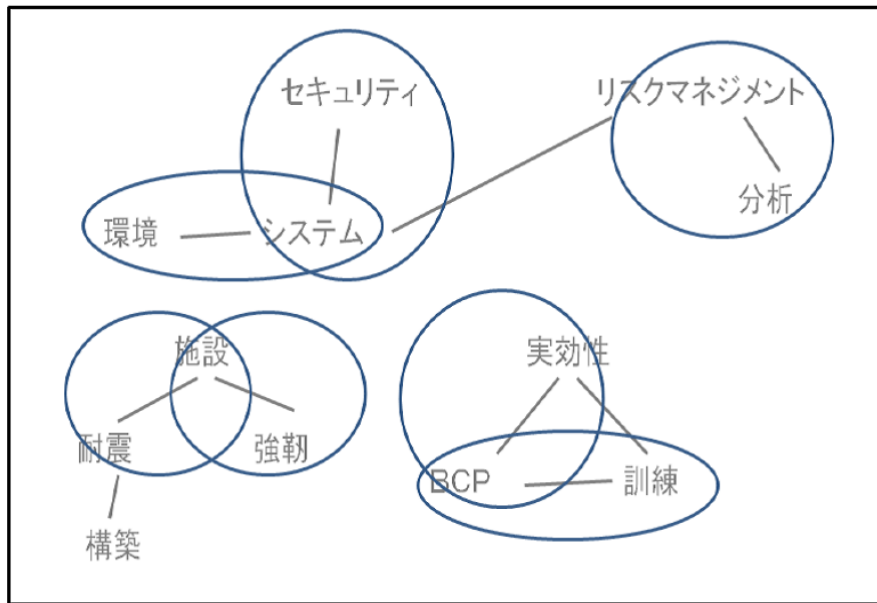 セキュリティ
リスクマネジメント
分析
環境
システム
施設
実効性
耐震
強靭
BCP
訓練
構築